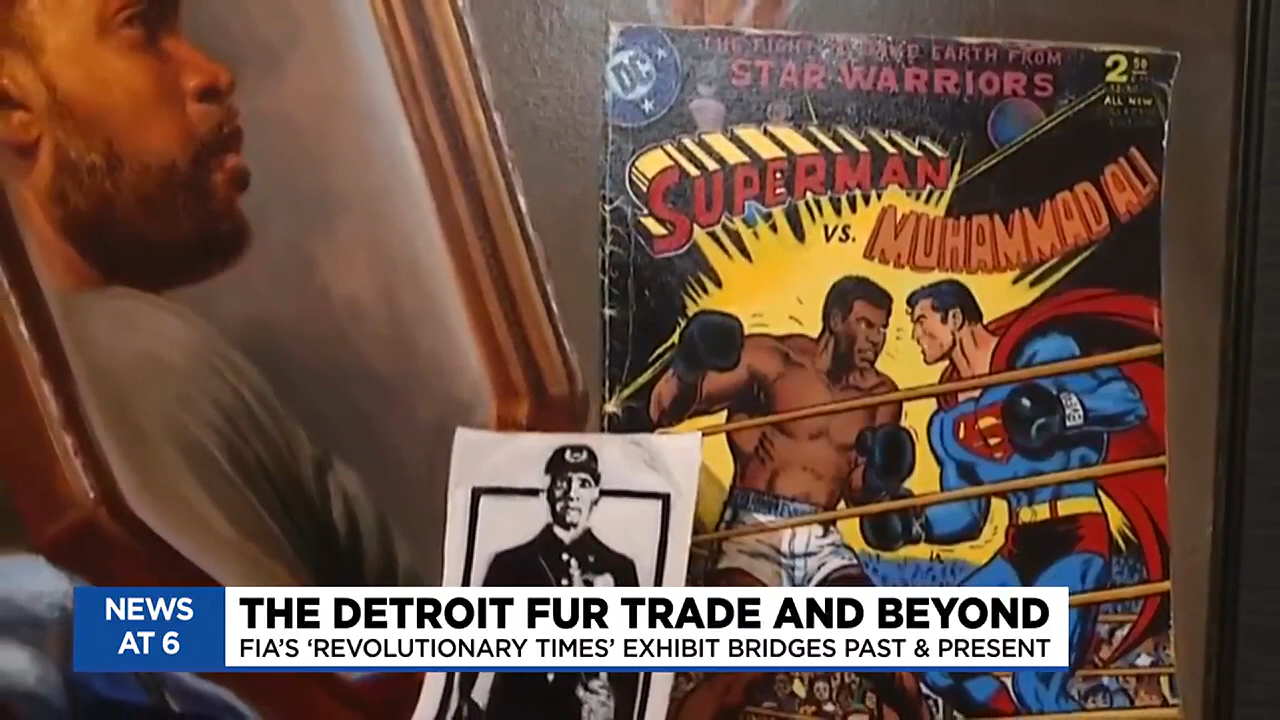 DC
THE FIGHT TO SAVE EARTH FROM
STAR WARRIORS
2 50
ALL NEW
SUPERMAN
VS.
MUHAMMAD ALI
NEWS
AT 6
THE DETROIT FUR TRADE AND BEYOND
FIA'S ‘REVOLUTIONARY TIMES’ EXHIBIT BRIDGES PAST & PRESENT